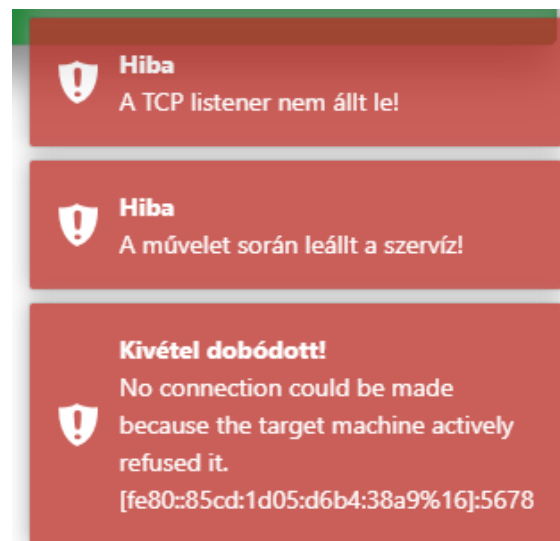 Hiba
A TCP listener nem állt le!
Hiba
A művelet során leállt a szervíz!
Kivétel dobódott!
No connection could be made
because the target machine actively
refused it.
[fe80::85cd:1d05:d6b4:38a9%16]:5678